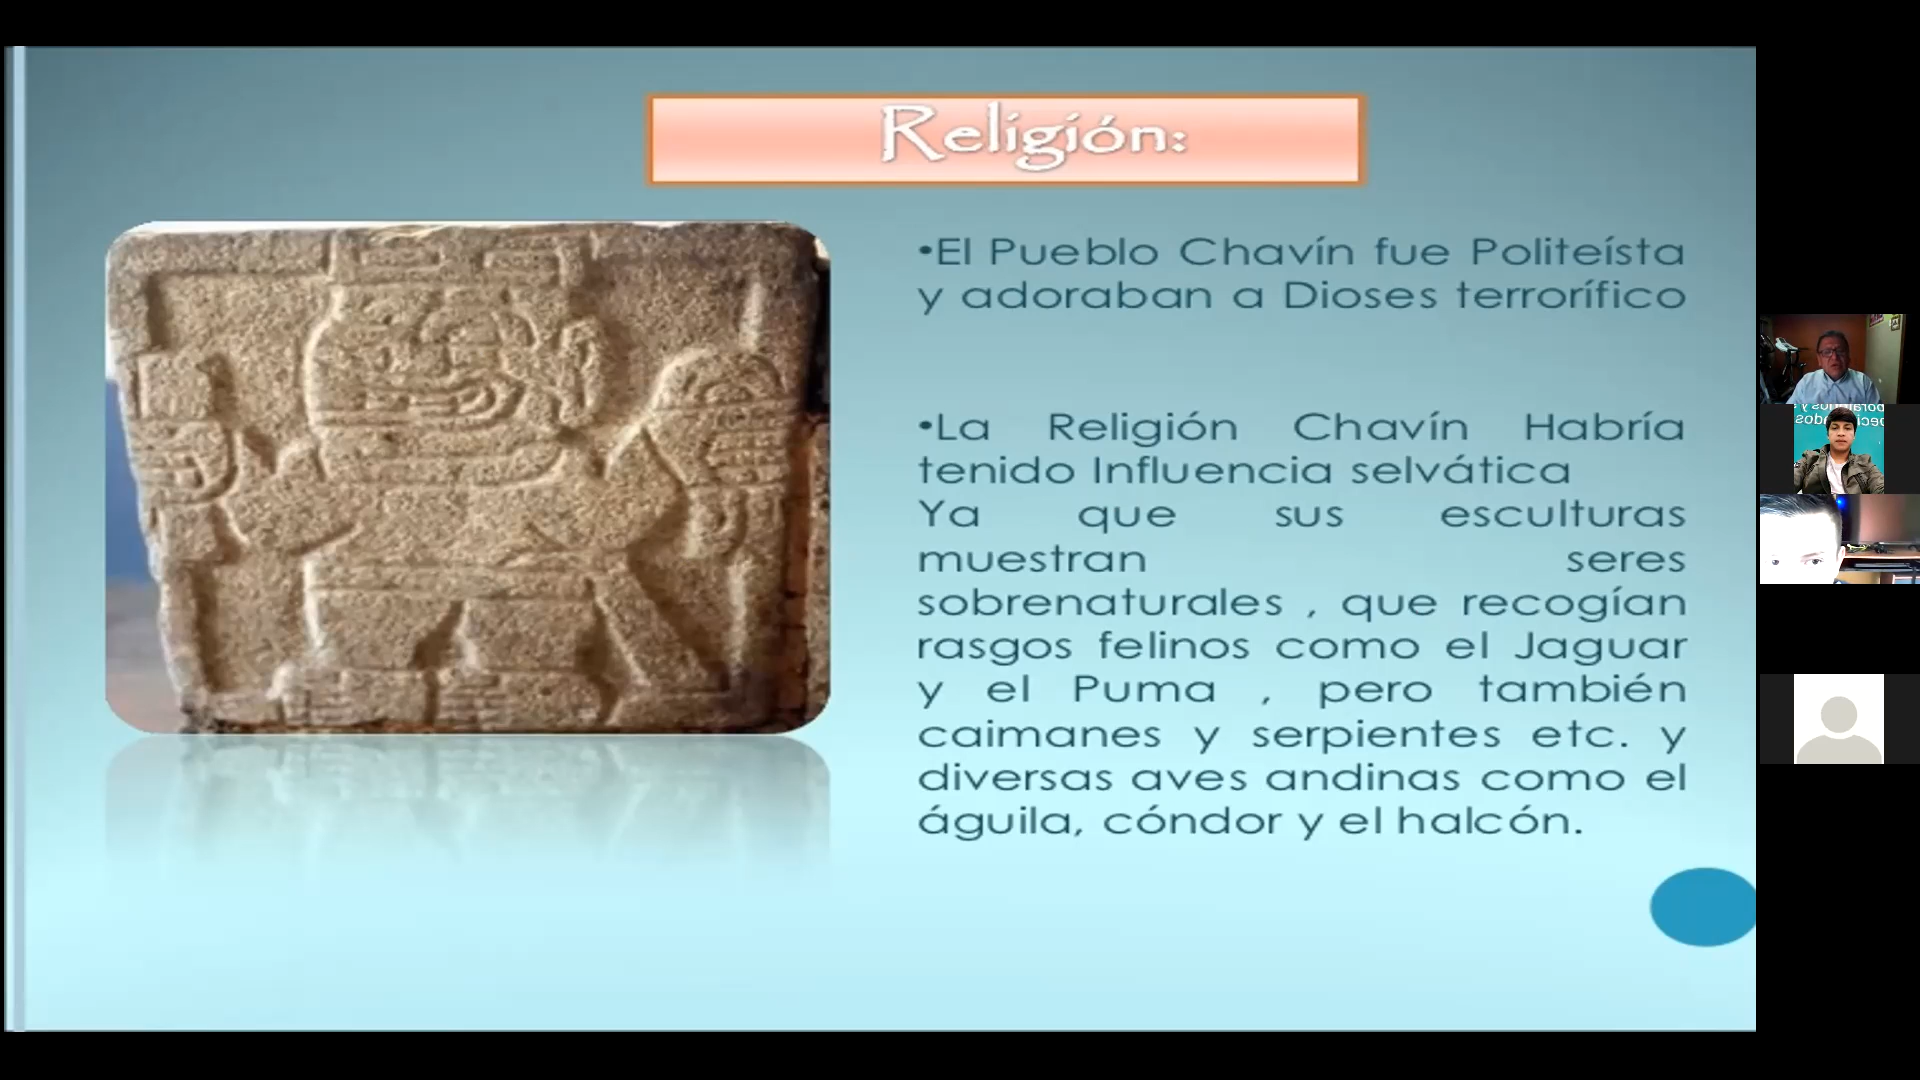 Religión:
•El Pueblo Chavín fue Politeísta
y adoraban a Dioses terrorífico
•La Religión Chavín Habría
tenido Influencia selvática
Ya que sus esculturas
muestran seres
sobrenaturales , que recogían
rasgos felinos como el Jaguar
y el Puma , pero también
caimanes y serpientes etc. y
diversas aves andinas como el
águila, cóndor y el halcón.